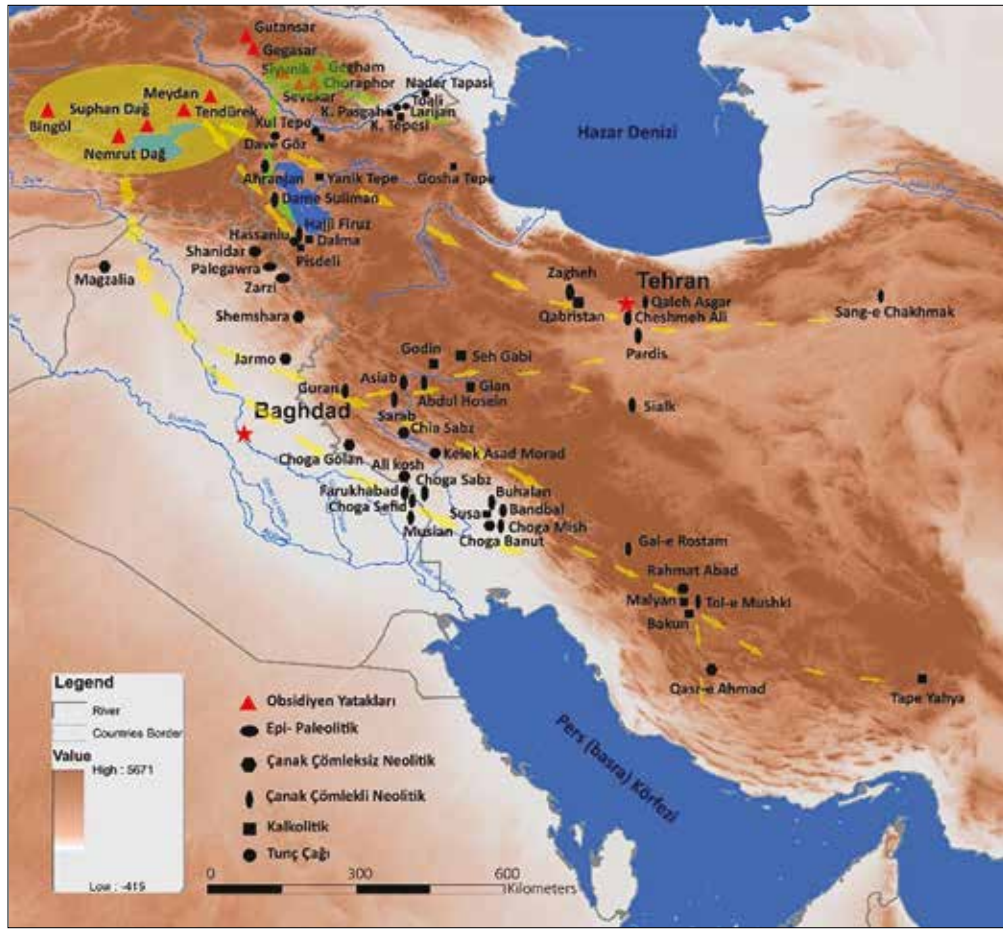 Gutansar
Gegasar
Siyunik
Gegham
Choraphor
Sevekar
Nader Tapasi
Toali
K. Pasgah
Larijan
K. Tepesi
Meydan
Suphan Dağ
Tendürek
Bingöl
Nemrut Dağ
Kul Tepe
Dave Göz
Ahranjan
Yanik Tepe
Gosha Tepe
Dame Suliman
Hajji Firuz
Hassanlu
Dalma
Pisdeli
Shanidar
Palegawra
Zarzi
Magzalia
Shemshara
Jarmo
Hazar Denizi
Zagheh
Tehran
Qabristan
Qaleh Asgar
Cheshmeh Ali
Sang-e Chakhmak
Pardis
Godin
Seh Gabi
Guran
Asiab
Gian
Abdul Hosein
Sarab
Sialk
Baghdad
Chia Sabz
Choga Golan
Kelek Asad Morad
Ali kosh
Choga Sabz
Farukhabad
Choga Sefid
Buhalan
Susa
Bandbal
Musian
Choga Mish
Choga Banut
Gal-e Rostam
Rahmat Abad
Malyan
Tol-e Mushki
Bakun
Qasr-e Ahmad
Tape Yahya
Pers (basra) Körfezi
Legend
River
Countries Border
Value
High : 5671
Low : -415
Obsidiyen Yatakları
Epi- Paleolitik
Çanak Çömleksiz Neolitik
Çanak Çömlekli Neolitik
Kalkolitik
Tunç Çağı
0 300 600
Kilometers